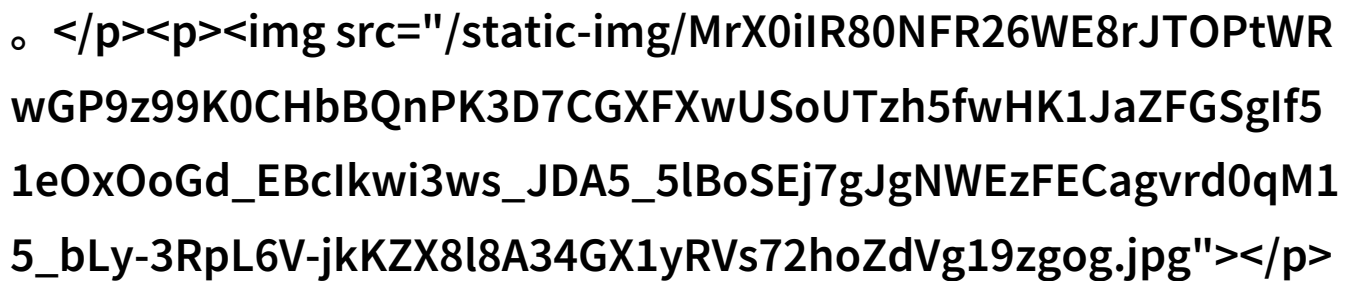 。</p><p><img src="/static-img/MrX0iIR80NFR26WE8rJTOPtWR
wGP9z99K0CHbBQnPK3D7CGXFXwUSoUTzh5fwHK1JaZFGSgIf5
1eOxOoGd_EBcIkwi3ws_JDA5_5lBoSEj7gJgNWEzFECagvrd0qM1
5_bLy-3RpL6V-jkKZX8l8A34GX1yRVs72hoZdVg19zgog.jpg"></p>